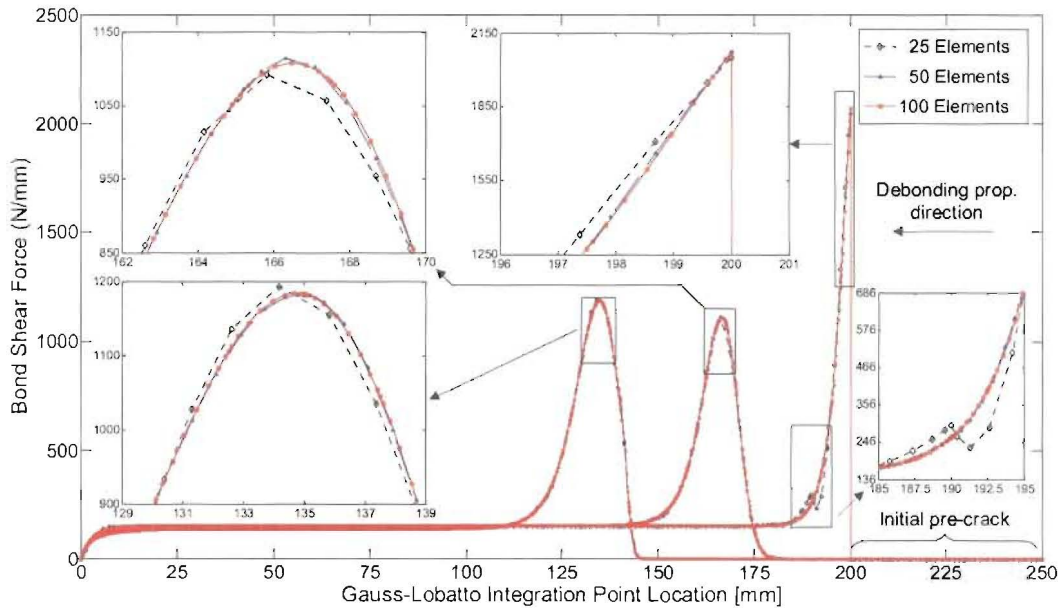 2500
2000
1500
1000
500
0
Bond Shear Force (N/mm)
0 25 50 75 100 125 150 175 200 225 250
Gauss-Lobatto Integration Point Location [mm]
1150
1050
950
850
162 164 166 168 170
2150
1850
1550
1250
196 197 198 199 200 201
25 Elements
50 Elements
100 Elements
Debonding prop.
direction
1200
1100
1000
900
129 131 133 135 137 139
686
576
466
356
246
136
185 187.5 190 192.5 195
Initial pre-crack